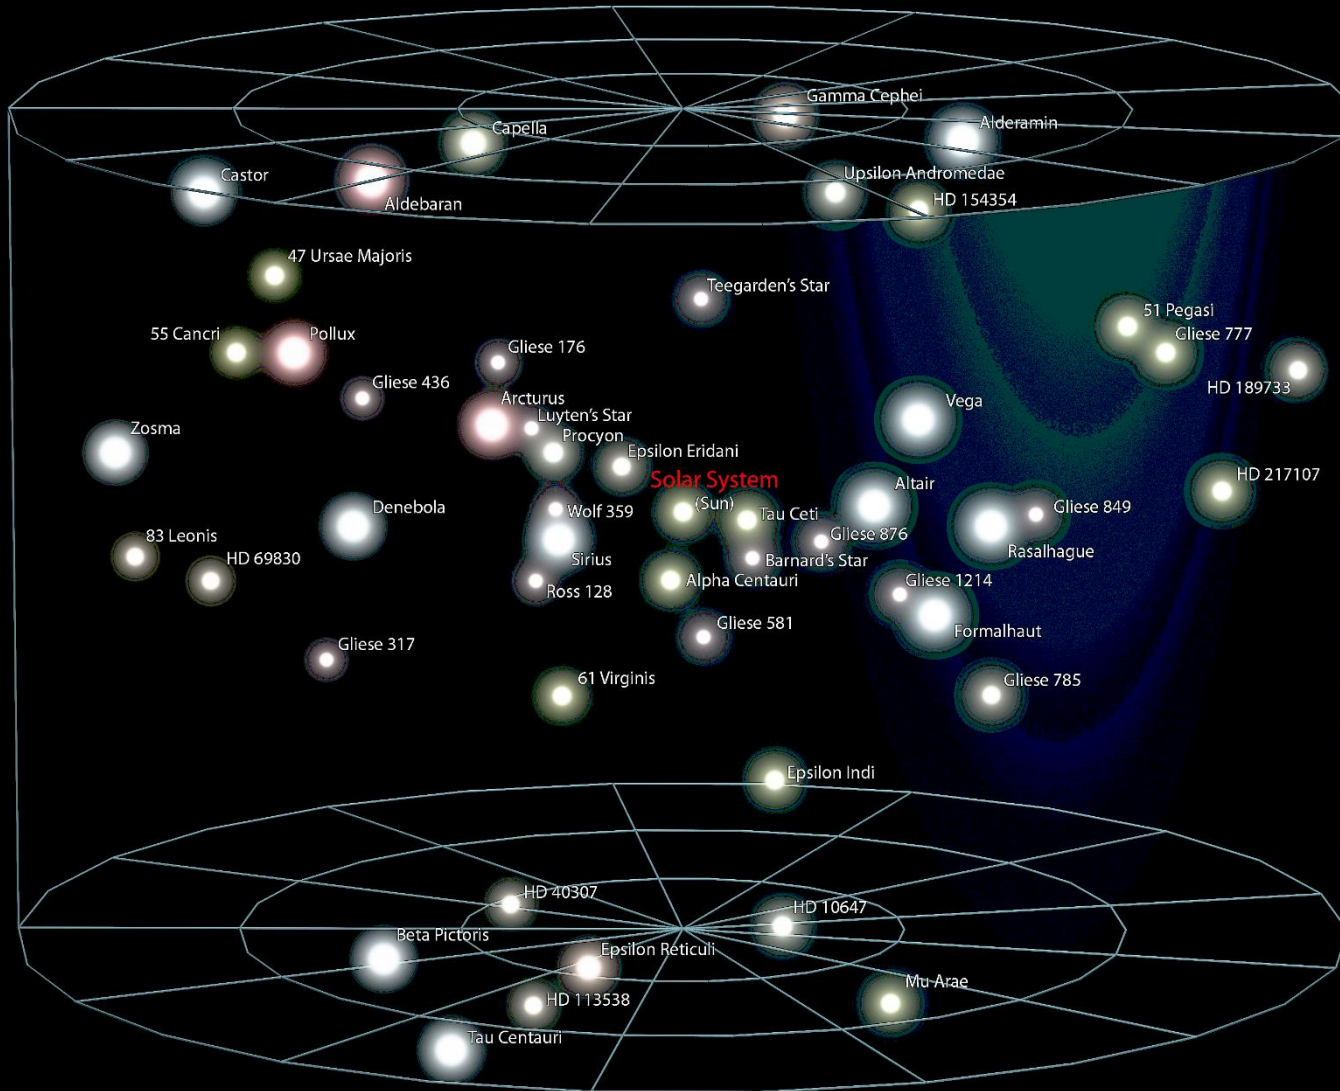 Gamma Cephei
Alderamin
Capella
Castor
Aldebaran
Upsilon Andromedae
HD 154354
47 Ursae Majoris
Teegarden's Star
51 Pegasi
55 Cancri
Pollux
Gliese 777
Gliese 176
Gliese 436
HD 189733
Arcturus
Vega
Luyten's Star
Zosma
Procyon
Epsilon Eridani
Solar System
HD 217107
Altair
(Sun)
Denebola
Wolf 359
Tau Ceti
Gliese 849
83 Leonis
Gliese 876
Rasalhague
HD 69830
Sirius
Barnard's Star
Ross 128
Alpha Centauri
Gliese 1214
Gliese 581
Formalhaut
Gliese 317
61 Virginis
Gliese 785
Epsilon Indi
HD 40307
HD 10647
Beta Pictoris
Epsilon Reticuli
Mu Arae
HD 113538
Tau Centauri